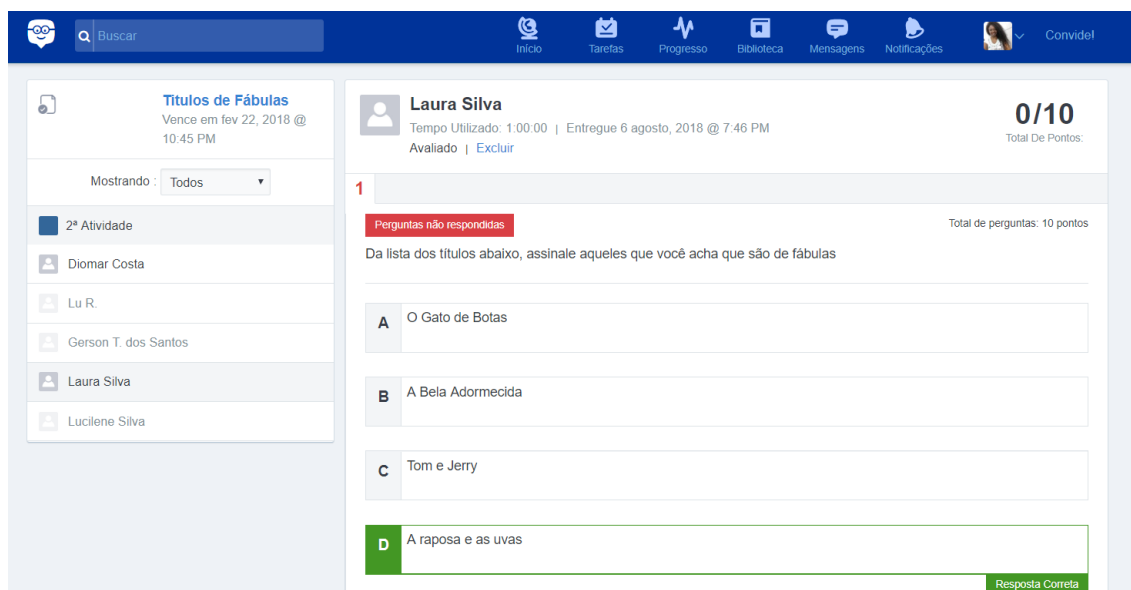 Buscar
Início
Tarefas
Progresso
Biblioteca
Mensagens
Notificações
Convide!
Titulos de Fábulas
Vence em fev 22, 2018 @
10:45 PM
Mostrando :
Todos
2ª Atividade
Diomar Costa
Lu R.
Gerson T. dos Santos
Laura Silva
Lucilene Silva
Laura Silva
Tempo Utilizado: 1:00:00 | Entregue 6 agosto, 2018 @ 7:46 PM
Avaliado | Excluir
0/10
Total De Pontos:
1
Perguntas não respondidas
Total de perguntas: 10 pontos
Da lista dos títulos abaixo, assinale aqueles que você acha que são de fábulas
A O Gato de Botas
B A Bela Adormecida
C Tom e Jerry
D A raposa e as uvas
Resposta Correta